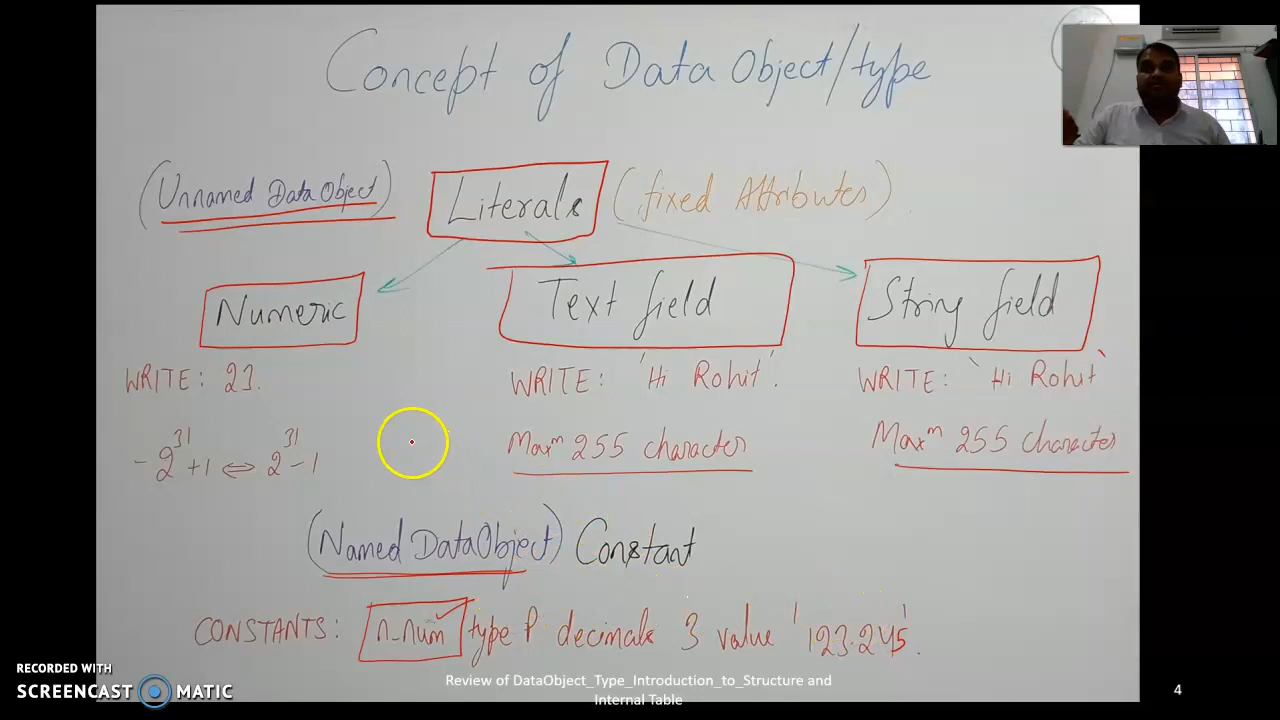 Concept of Data Object/type
(Unnamed Data Object) Literals (fixed Attributes)
Numeric Text field String field
WRITE: 21. WRITE: 'Hi Rohit'. WRITE: `Hi Rohit`
-2^31 +1 ⇔ 2^31 -1 Max^m 255 character Max^m 255 character
(Named DataObject) Constant
CONSTANTS: n_num type P decimals 3 value '123.245'.
Review of DataObject_Type_Introduction_to_Structure and
Internal Table
4
RECORDED WITH
SCREENCAST MATIC